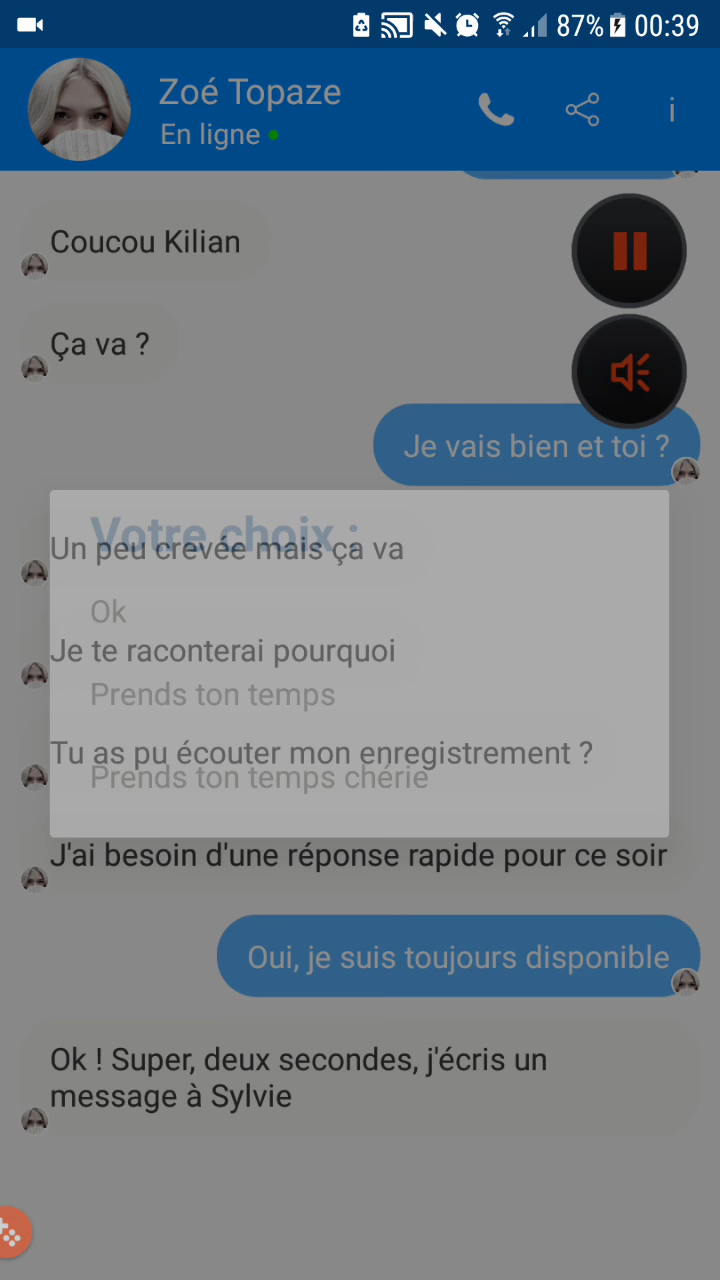 87% 00:39
Zoé Topaze
En ligne
i
Coucou Kilian
Ça va ?
Je vais bien et toi ?
Votre choix :
Un peu crevée mais ça va
Ok
Je te raconterai pourquoi
Prends ton temps
Tu as pu écouter mon enregistrement ?
Prends ton temps chérie
J'ai besoin d'une réponse rapide pour ce soir
Oui, je suis toujours disponible
Ok ! Super, deux secondes, j'écris un
message à Sylvie